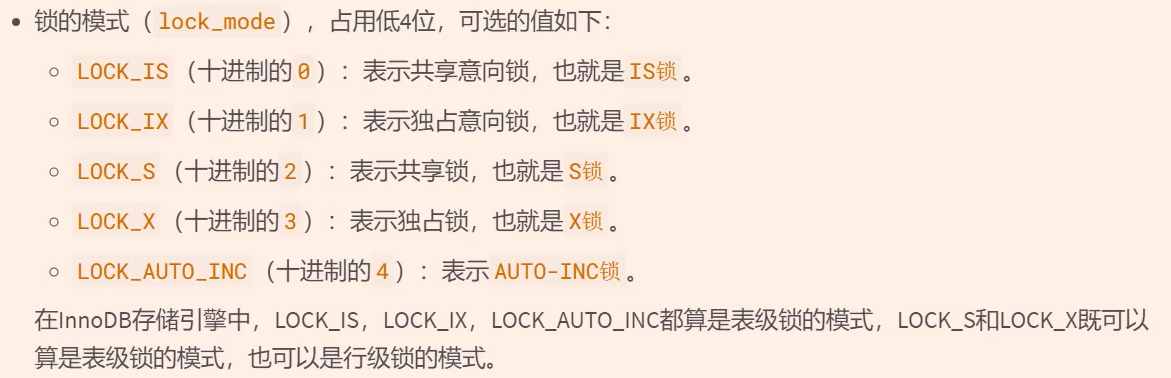 • 锁的模式（lock_mode），占用低4位，可选的值如下：
○ LOCK_IS（十进制的0）：表示共享意向锁，也就是IS锁。
○ LOCK_IX（十进制的1）：表示独占意向锁，也就是IX锁。
○ LOCK_S（十进制的2）：表示共享锁，也就是S锁。
○ LOCK_X（十进制的3）：表示独占锁，也就是X锁。
○ LOCK_AUTO_INC（十进制的4）：表示AUTO-INC锁。
在InnoDB存储引擎中，LOCK_IS，LOCK_IX，LOCK_AUTO_INC都算是表级锁的模式，LOCK_S和LOCK_X既可以
算是表级锁的模式，也可以是行级锁的模式。